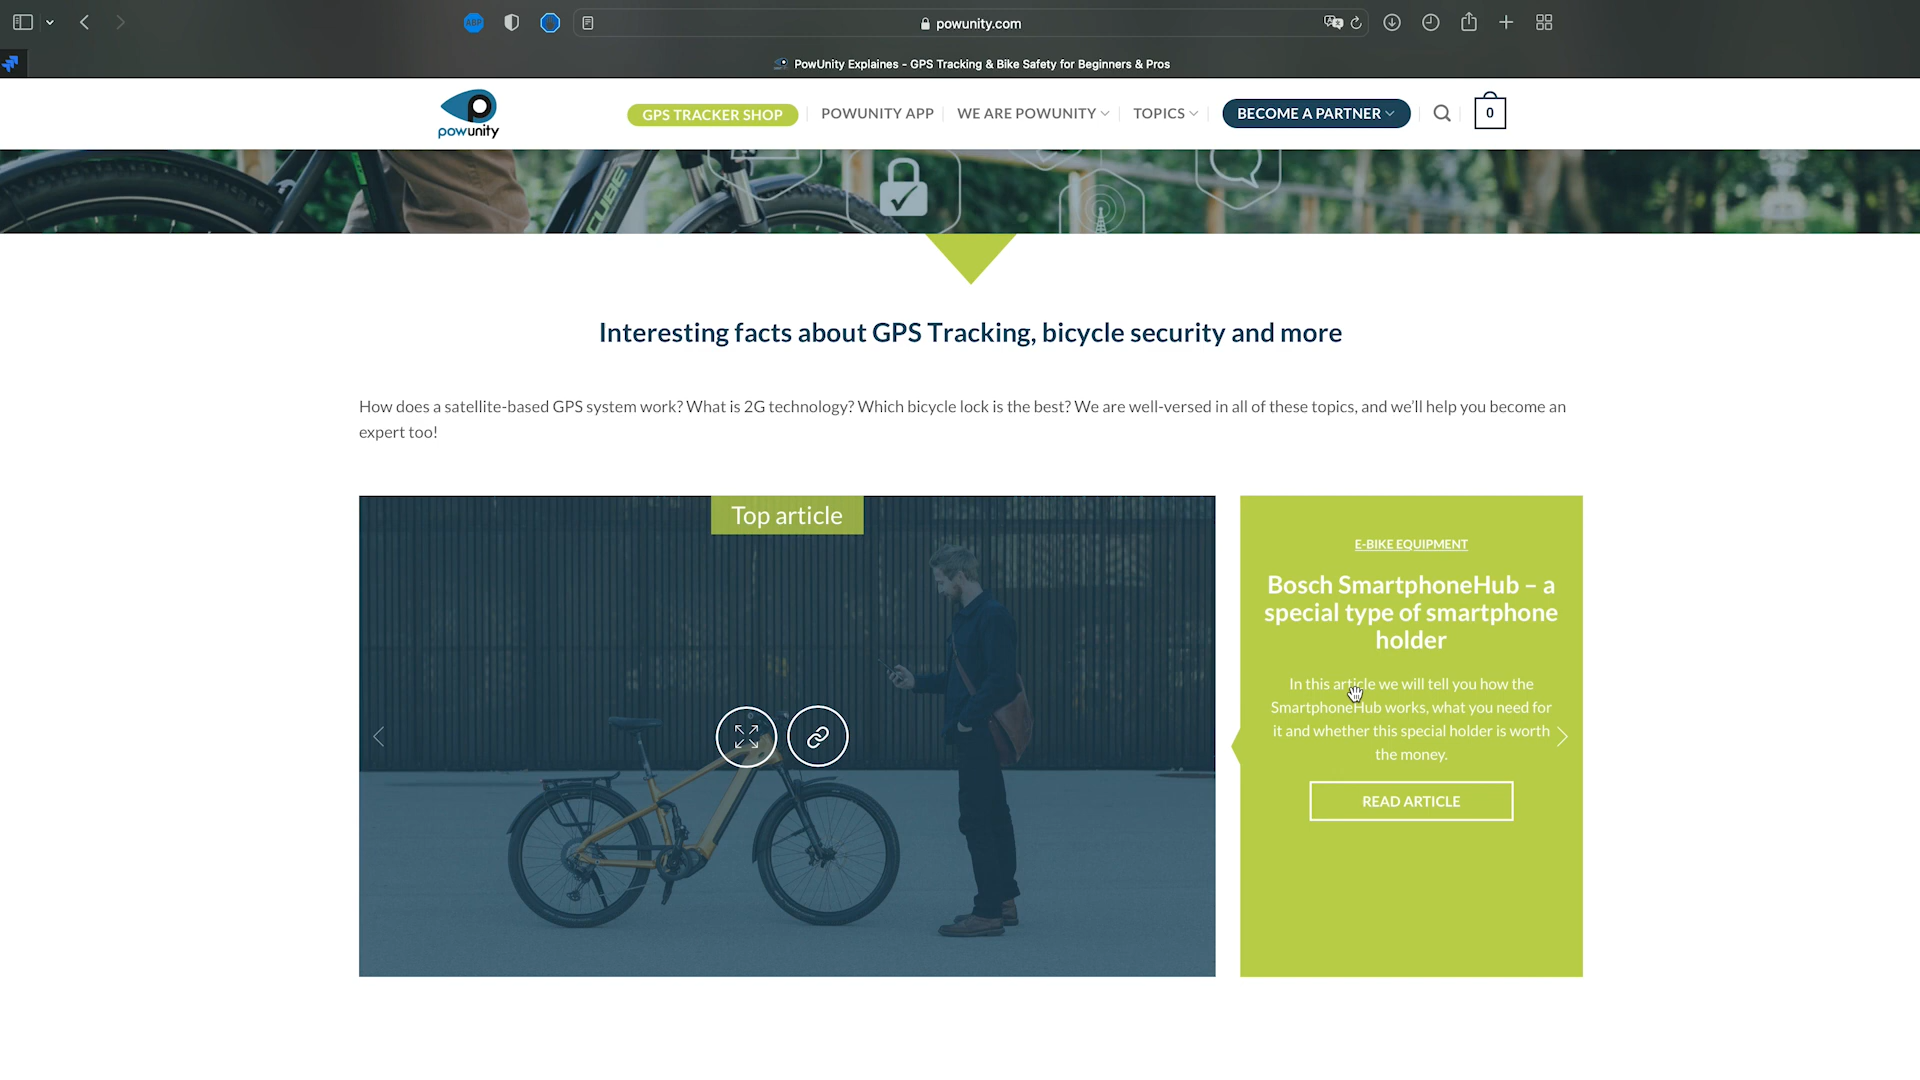 ABP
powunity.com
PowUnity Explaines - GPS Tracking & Bike Safety for Beginners & Pros
powunity
GPS TRACKER SHOP
POWUNITY APP
WE ARE POWUNITY
TOPICS
BECOME A PARTNER
0
CUBE
Interesting facts about GPS Tracking, bicycle security and more
How does a satellite-based GPS system work? What is 2G technology? Which bicycle lock is the best? We are well-versed in all of these topics, and we’ll help you become an
expert too!
Top article
E-BIKE EQUIPMENT
Bosch SmartphoneHub – a
special type of smartphone
holder
In this article we will tell you how the
SmartphoneHub works, what you need for
it and whether this special holder is worth
the money.
READ ARTICLE